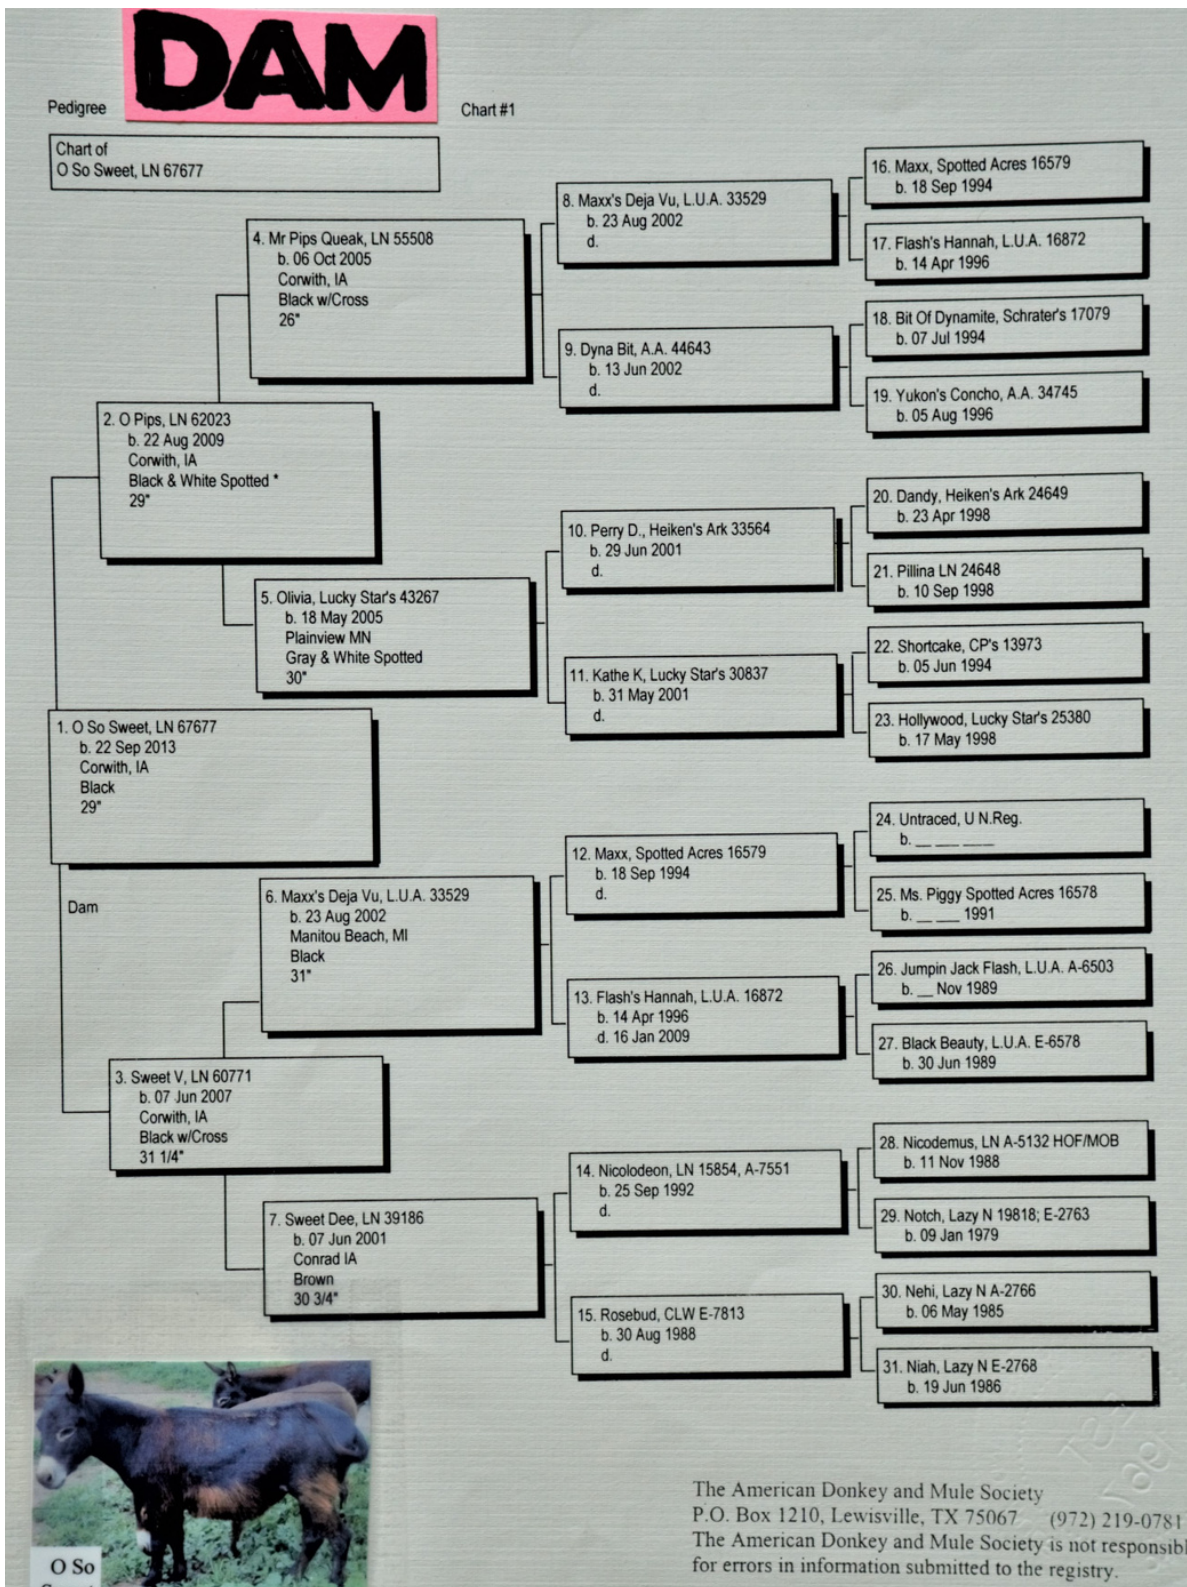 DAM
Pedigree
Chart #1
Chart of
O So Sweet, LN 67677
1. O So Sweet, LN 67677
b. 22 Sep 2013
Corwith, IA
Black
29"
Dam
2. O Pips, LN 62023
b. 22 Aug 2009
Corwith, IA
Black & White Spotted *
29"
3. Sweet V, LN 60771
b. 07 Jun 2007
Corwith, IA
Black w/Cross
31 1/4"
4. Mr Pips Queak, LN 55508
b. 06 Oct 2005
Corwith, IA
Black w/Cross
26"
5. Olivia, Lucky Star's 43267
b. 18 May 2005
Plainview MN
Gray & White Spotted
30"
6. Maxx's Deja Vu, L.U.A. 33529
b. 23 Aug 2002
Manitou Beach, MI
Black
31"
7. Sweet Dee, LN 39186
b. 07 Jun 2001
Conrad IA
Brown
30 3/4"
8. Maxx's Deja Vu, L.U.A. 33529
b. 23 Aug 2002
d.
9. Dyna Bit, A.A. 44643
b. 13 Jun 2002
d.
10. Perry D., Heiken's Ark 33564
b. 29 Jun 2001
d.
11. Kathe K, Lucky Star's 30837
b. 31 May 2001
d.
12. Maxx, Spotted Acres 16579
b. 18 Sep 1994
d.
13. Flash's Hannah, L.U.A. 16872
b. 14 Apr 1996
d. 16 Jan 2009
14. Nicolodeon, LN 15854, A-7551
b. 25 Sep 1992
d.
15. Rosebud, CLW E-7813
b. 30 Aug 1988
d.
16. Maxx, Spotted Acres 16579
b. 18 Sep 1994
17. Flash's Hannah, L.U.A. 16872
b. 14 Apr 1996
18. Bit Of Dynamite, Schrater's 17079
b. 07 Jul 1994
19. Yukon's Concho, A.A. 34745
b. 05 Aug 1996
20. Dandy, Heiken's Ark 24649
b. 23 Apr 1998
21. Pillina LN 24648
b. 10 Sep 1998
22. Shortcake, CP's 13973
b. 05 Jun 1994
23. Hollywood, Lucky Star's 25380
b. 17 May 1998
24. Untraced, U N.Reg.
b. __ ___ ____
25. Ms. Piggy Spotted Acres 16578
b. __ ___ 1991
26. Jumpin Jack Flash, L.U.A. A-6503
b. __ Nov 1989
27. Black Beauty, L.U.A. E-6578
b. 30 Jun 1989
28. Nicodemus, LN A-5132 HOF/MOB
b. 11 Nov 1988
29. Notch, Lazy N 19818; E-2763
b. 09 Jan 1979
30. Nehi, Lazy N A-2766
b. 06 May 1985
31. Niah, Lazy N E-2768
b. 19 Jun 1986
O So
The American Donkey and Mule Society
P.O. Box 1210, Lewisville, TX 75067 (972) 219-0781
The American Donkey and Mule Society is not responsibl
for errors in information submitted to the registry.